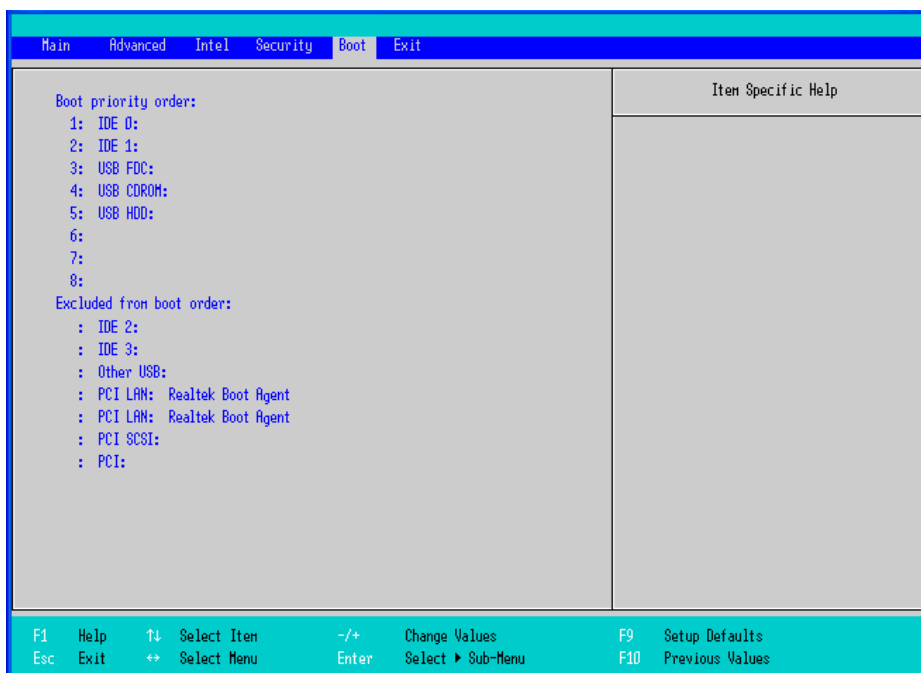 Main Advanced Intel Security Boot Exit
Item Specific Help
Boot priority order:
1: IDE 0:
2: IDE 1:
3: USB FDC:
4: USB CDROM:
5: USB HDD:
6:
7:
8:
Excluded from boot order:
: IDE 2:
: IDE 3:
: Other USB:
: PCI LAN: Realtek Boot Agent
: PCI LAN: Realtek Boot Agent
: PCI SCSI:
: PCI:
F1 Help ↑↓ Select Item -/+ Change Values F9 Setup Defaults
Esc Exit ↔ Select Menu Enter Select ▶ Sub-Menu F10 Previous Values